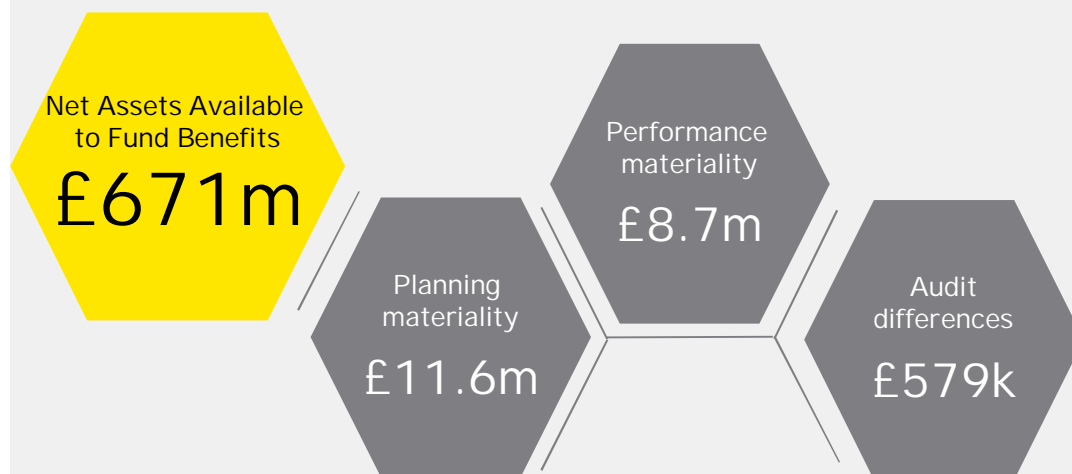 Net Assets Available
to Fund Benefits
£671m
Planning
materiality
£11.6m
Performance
materiality
£8.7m
Audit
differences
£579k